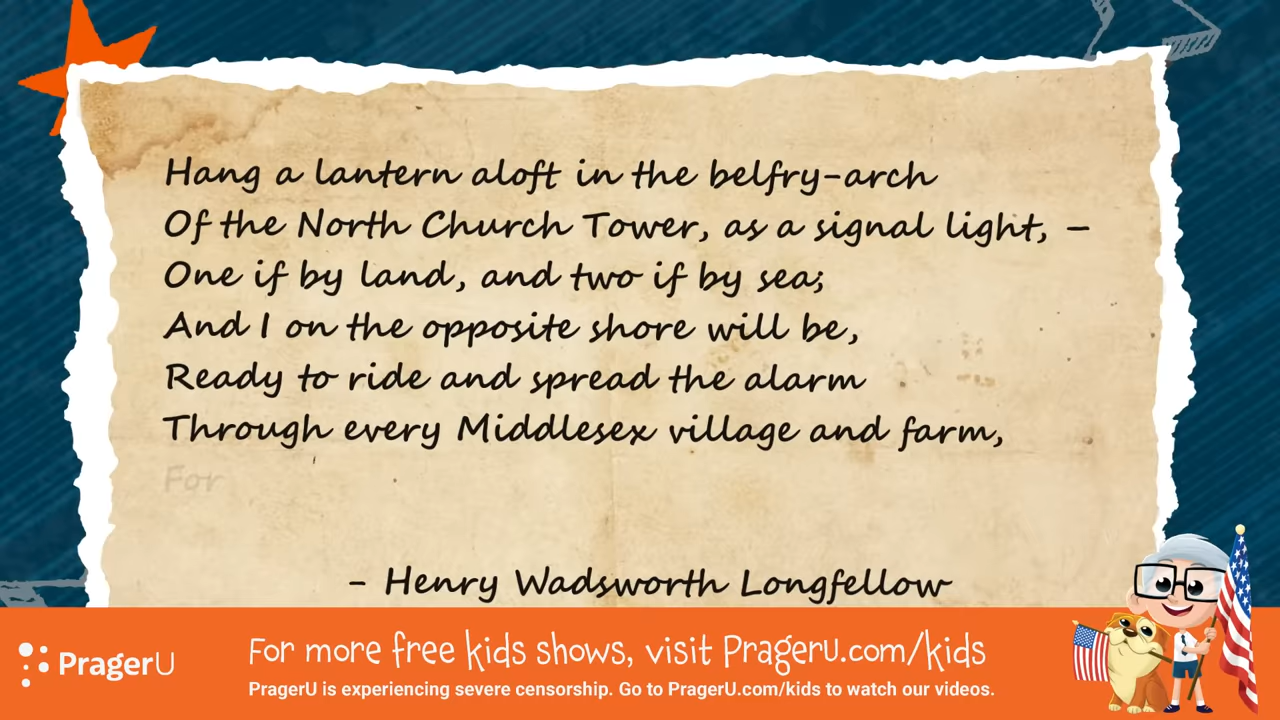 Hang a lantern aloft in the belfry-arch
Of the North Church Tower, as a signal light, –
One if by land, and two if by sea;
And I on the opposite shore will be,
Ready to ride and spread the alarm
Through every Middlesex village and farm,
For
- Henry Wadsworth Longfellow
PragerU
For more free kids shows, visit PragerU.com/kids
PragerU is experiencing severe censorship. Go to PragerU.com/kids to watch our videos.